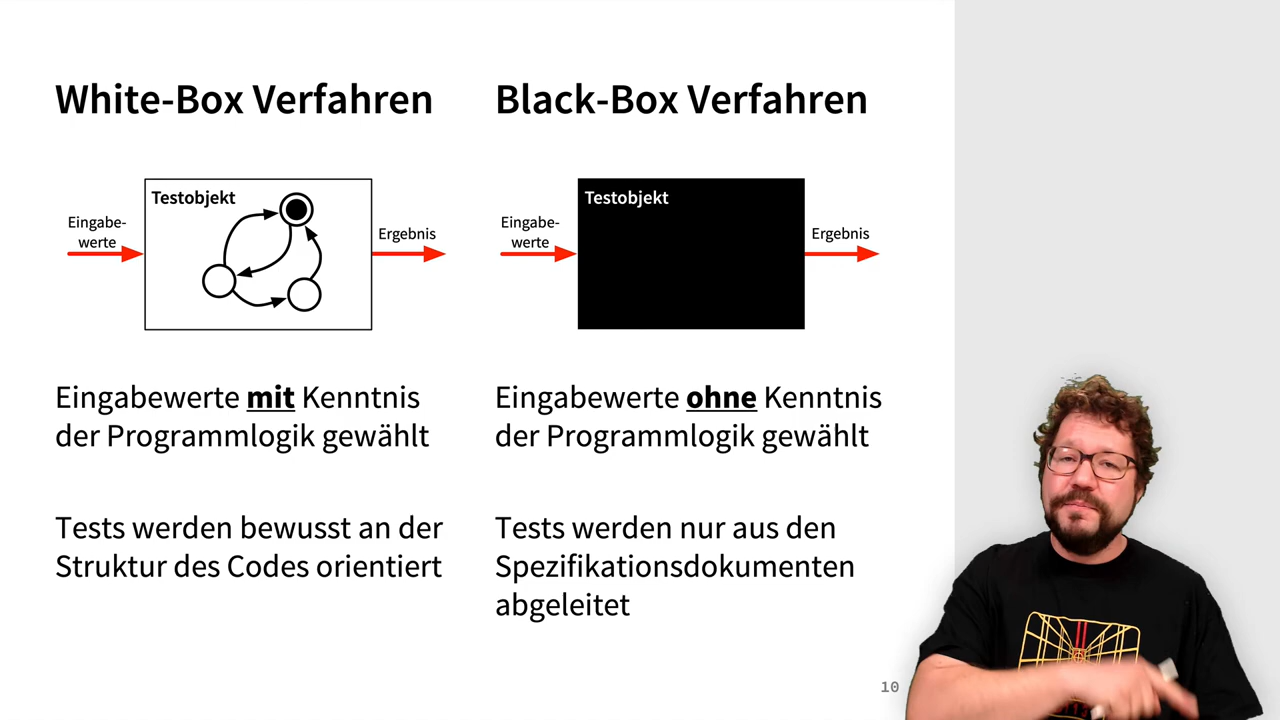 White-Box Verfahren
Testobjekt
Eingabe-
werte
Ergebnis
Eingabewerte mit Kenntnis
der Programmlogik gewählt
Tests werden bewusst an der
Struktur des Codes orientiert
Black-Box Verfahren
Testobjekt
Eingabe-
werte
Ergebnis
Eingabewerte ohne Kenntnis
der Programmlogik gewählt
Tests werden nur aus den
Spezifikationsdokumenten
abgeleitet
10